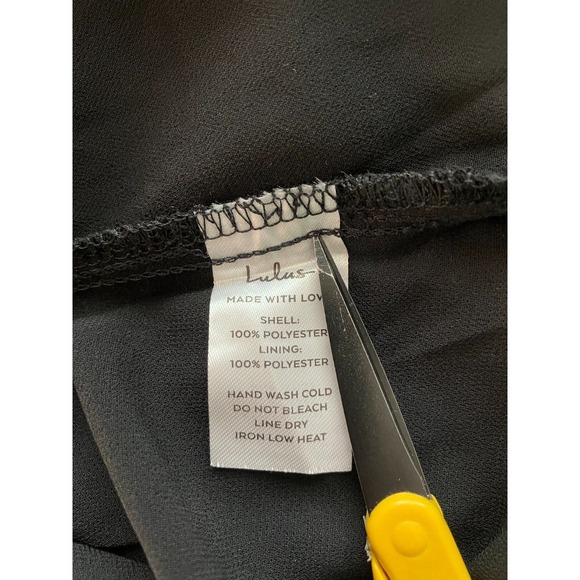 Lulus
MADE WITH LOV
SHELL:
100% POLYESTER
LINING:
100% POLYESTER
HAND WASH COLD
DO NOT BLEACH
LINE DRY
IRON LOW HEAT